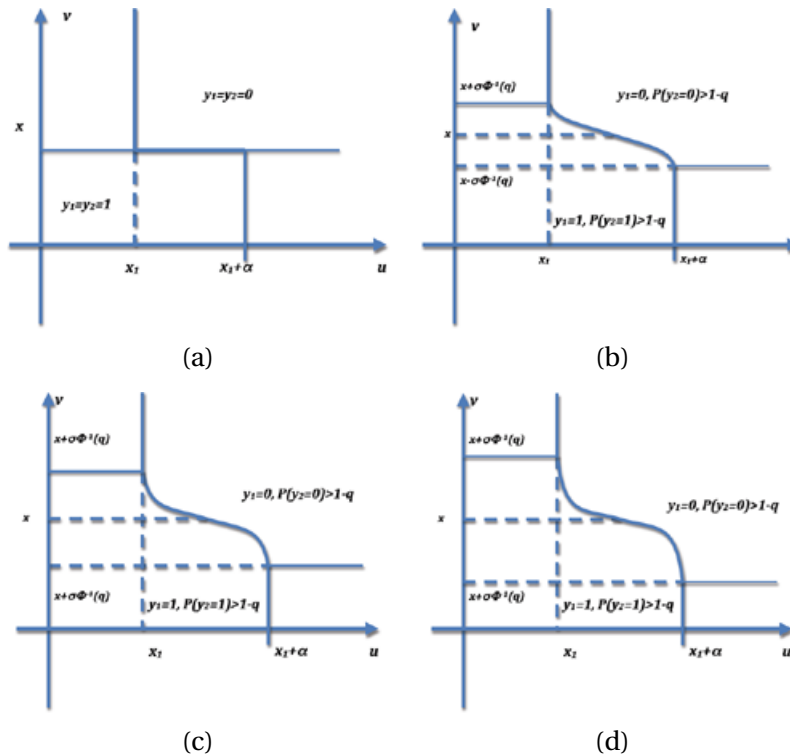 v
y₁=y₂=0
x
y₁=y₂=1
x₁
x₁+α
u
(a)
v
x+σΦ⁻¹(q)
y₁=0, P(y₂=0)>1-q
x
x-σΦ⁻¹(q)
y₁=1, P(y₂=1)>1-q
x₁
x₁+α
(b)
v
x+σΦ⁻¹(q)
y₁=0, P(y₂=0)>1-q
x
x+σΦ⁻¹(q)
y₁=1, P(y₂=1)>1-q
x₁
x₁+α
u
(c)
v
x+σΦ⁻¹(q)
y₁=0, P(y₂=0)>1-q
x
x+σΦ⁻¹(q)
y₁=1, P(y₂=1)>1-q
x₁
x₁+α
u
(d)